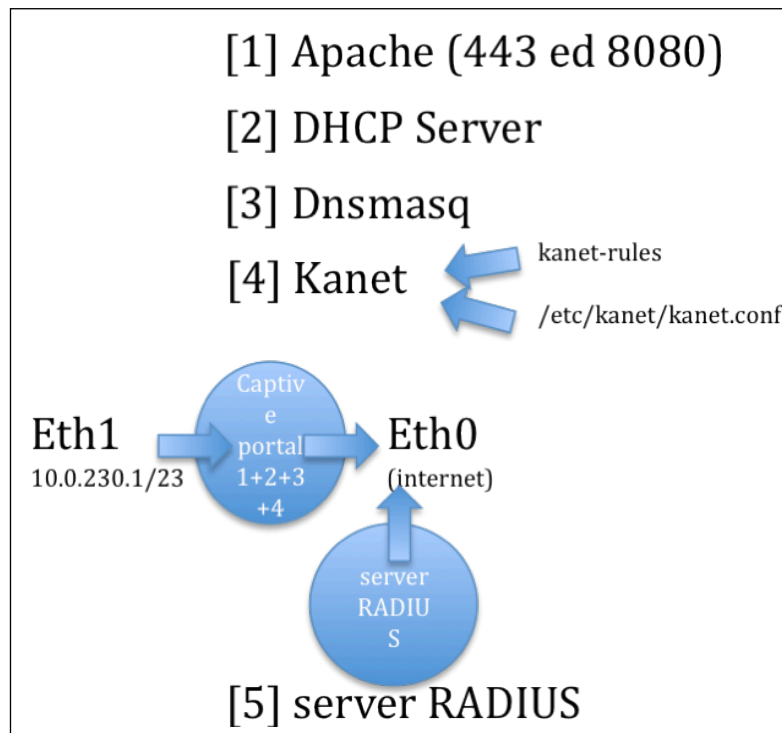 [1] Apache (443 ed 8080)
[2] DHCP Server
[3] Dnsmasq
[4] Kanet
kanet-rules
/etc/kanet/kanet.conf
Eth1
10.0.230.1/23
Captiv
e
portal
1+2+3
+4
Eth0
(internet)
server
RADIU
S
[5] server RADIUS